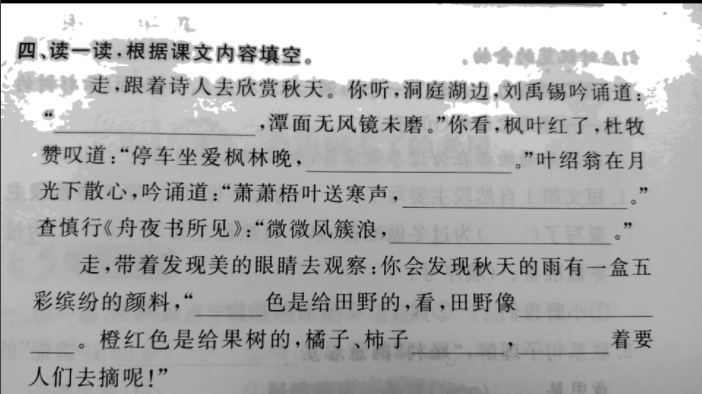 四、读一读，根据课文内容填空。
走，跟着诗人去欣赏秋天。你听，洞庭湖边，刘禹锡吟诵道：
“____________，潭面无风镜未磨。”你看，枫叶红了，杜牧
赞叹道：“停车坐爱枫林晚，____________。”叶绍翁在月
光下散心，吟诵道：“萧萧梧叶送寒声，____________。”
查慎行《舟夜书所见》：“微微风簇浪，____________。”
走，带着发现美的眼睛去观察：你会发现秋天的雨有一盒五
彩缤纷的颜料，“______色是给田野的，看，田野像______
____。橙红色是给果树的，橘子、柿子______，______着要
人们去摘呢！”